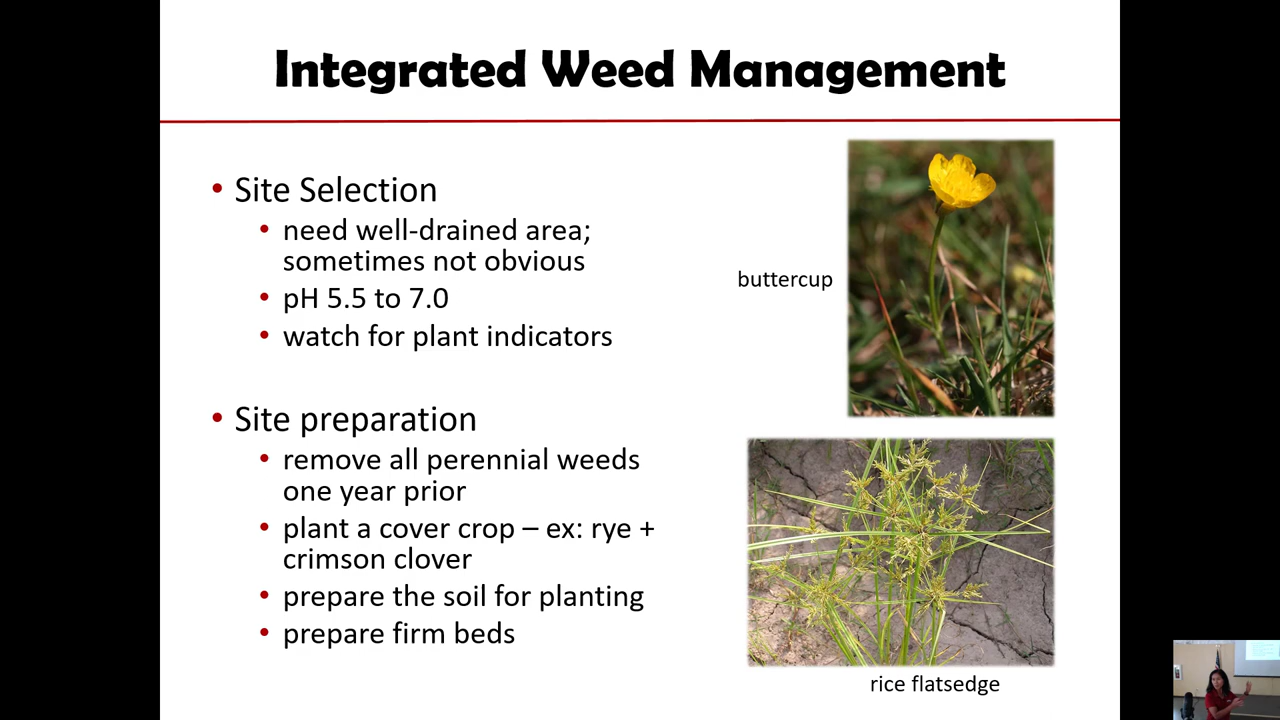 Integrated Weed Management
• Site Selection
• need well-drained area;
sometimes not obvious
• pH 5.5 to 7.0
• watch for plant indicators
buttercup
• Site preparation
• remove all perennial weeds
one year prior
• plant a cover crop – ex: rye +
crimson clover
• prepare the soil for planting
• prepare firm beds
rice flatsedge